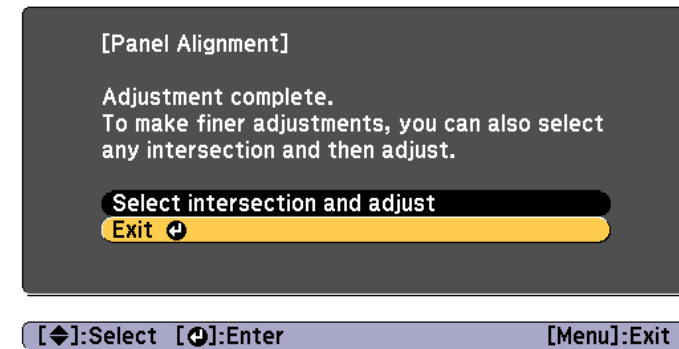 [Panel Alignment]
Adjustment complete.
To make finer adjustments, you can also select
any intersection and then adjust.
Select intersection and adjust
Exit
[◆]:Select [↵]:Enter [Menu]:Exit